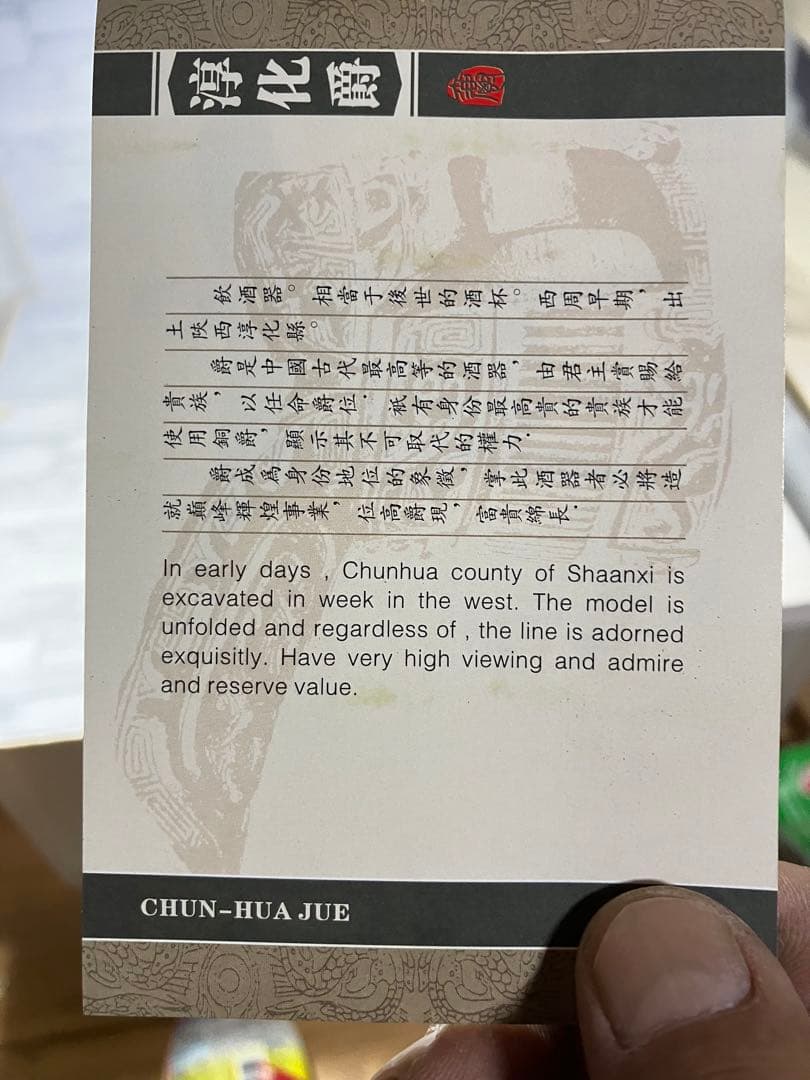 淳化爵
飲酒器。相當于後世的酒杯。西周早期，出
土陝西淳化縣。
爵是中國古代最高等的酒器，由君主賞賜給
貴族，以任命爵位．祇有身份最高貴的貴族才能
使用銅爵，顯示其不可取代的權力．
爵成爲身份地位的象徵，掌此酒器者必將造
就巔峰輝煌事業，位高爵現，富貴綿長．
In early days , Chunhua county of Shaanxi is
excavated in week in the west. The model is
unfolded and regardless of , the line is adorned
exquisitly. Have very high viewing and admire
and reserve value.
CHUN-HUA JUE